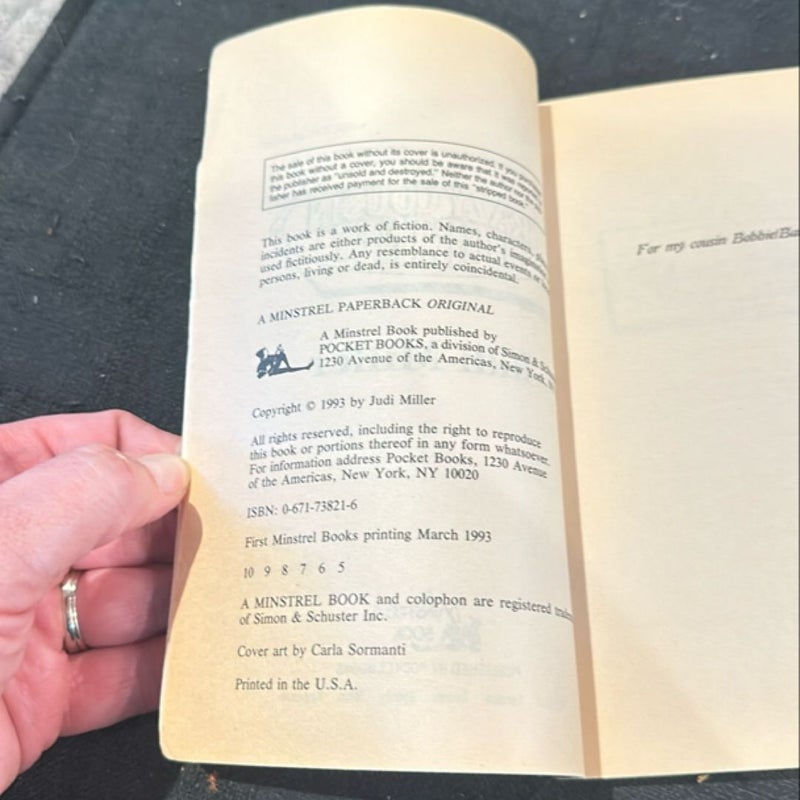 The sale of this book without its cover is unauthorized. If you
this book without a cover, you should be aware that it was
the publisher as "unsold and destroyed." Neither the author nor the
lisher has received payment for the sale of this "stripped book."
This book is a work of fiction. Names, characters,
incidents are either products of the author's
used fictitiously. Any resemblance to actual events or
persons, living or dead, is entirely coincidental.
A MINSTREL PAPERBACK ORIGINAL
A Minstrel Book published by
POCKET BOOKS, a division of Simon &
1230 Avenue of the Americas, New York,
Copyright © 1993 by Judi Miller
All rights reserved, including the right to reproduce
this book or portions thereof in any form whatsoever.
For information address Pocket Books, 1230 Avenue
of the Americas, New York, NY 10020
ISBN: 0-671-73821-6
First Minstrel Books printing March 1993
10 9 8 7 6 5
A MINSTREL BOOK and colophon are registered
of Simon & Schuster Inc.
Cover art by Carla Sormanti
Printed in the U.S.A.
For my cousin Bobbie